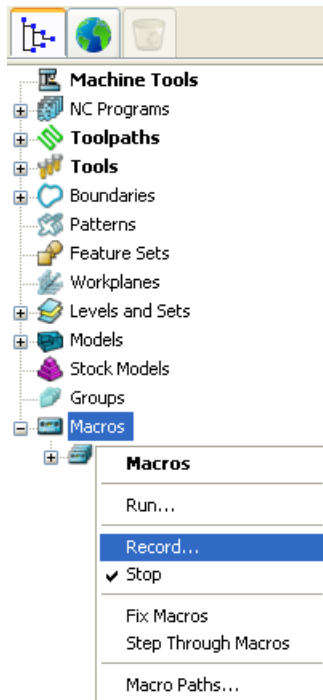 Machine Tools
NC Programs
Toolpaths
Tools
Boundaries
Patterns
Feature Sets
Workplanes
Levels and Sets
Models
Stock Models
Groups
Macros
Macros
Run...
Record...
Stop
Fix Macros
Step Through Macros
Macro Paths...